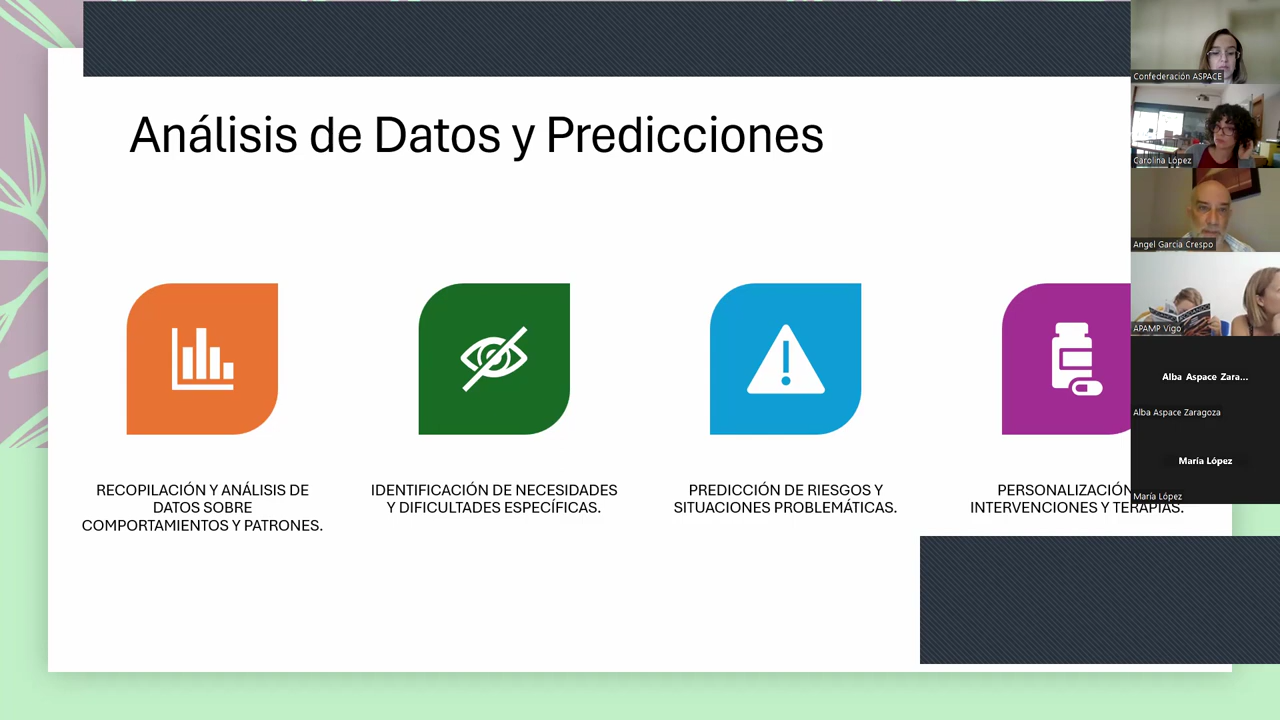 Análisis de Datos y Predicciones
RECOPILACIÓN Y ANÁLISIS DE
DATOS SOBRE
COMPORTAMIENTOS Y PATRONES.
IDENTIFICACIÓN DE NECESIDADES
Y DIFICULTADES ESPECÍFICAS.
PREDICCIÓN DE RIESGOS Y
SITUACIONES PROBLEMÁTICAS.
PERSONALIZACIÓN
INTERVENCIONES Y TERAPIAS.
Confederación ASPACE
Carolina López
Angel García Crespo
APAMP Vigo
Alba Aspace Zara...
Alba Aspace Zaragoza
María López
María López